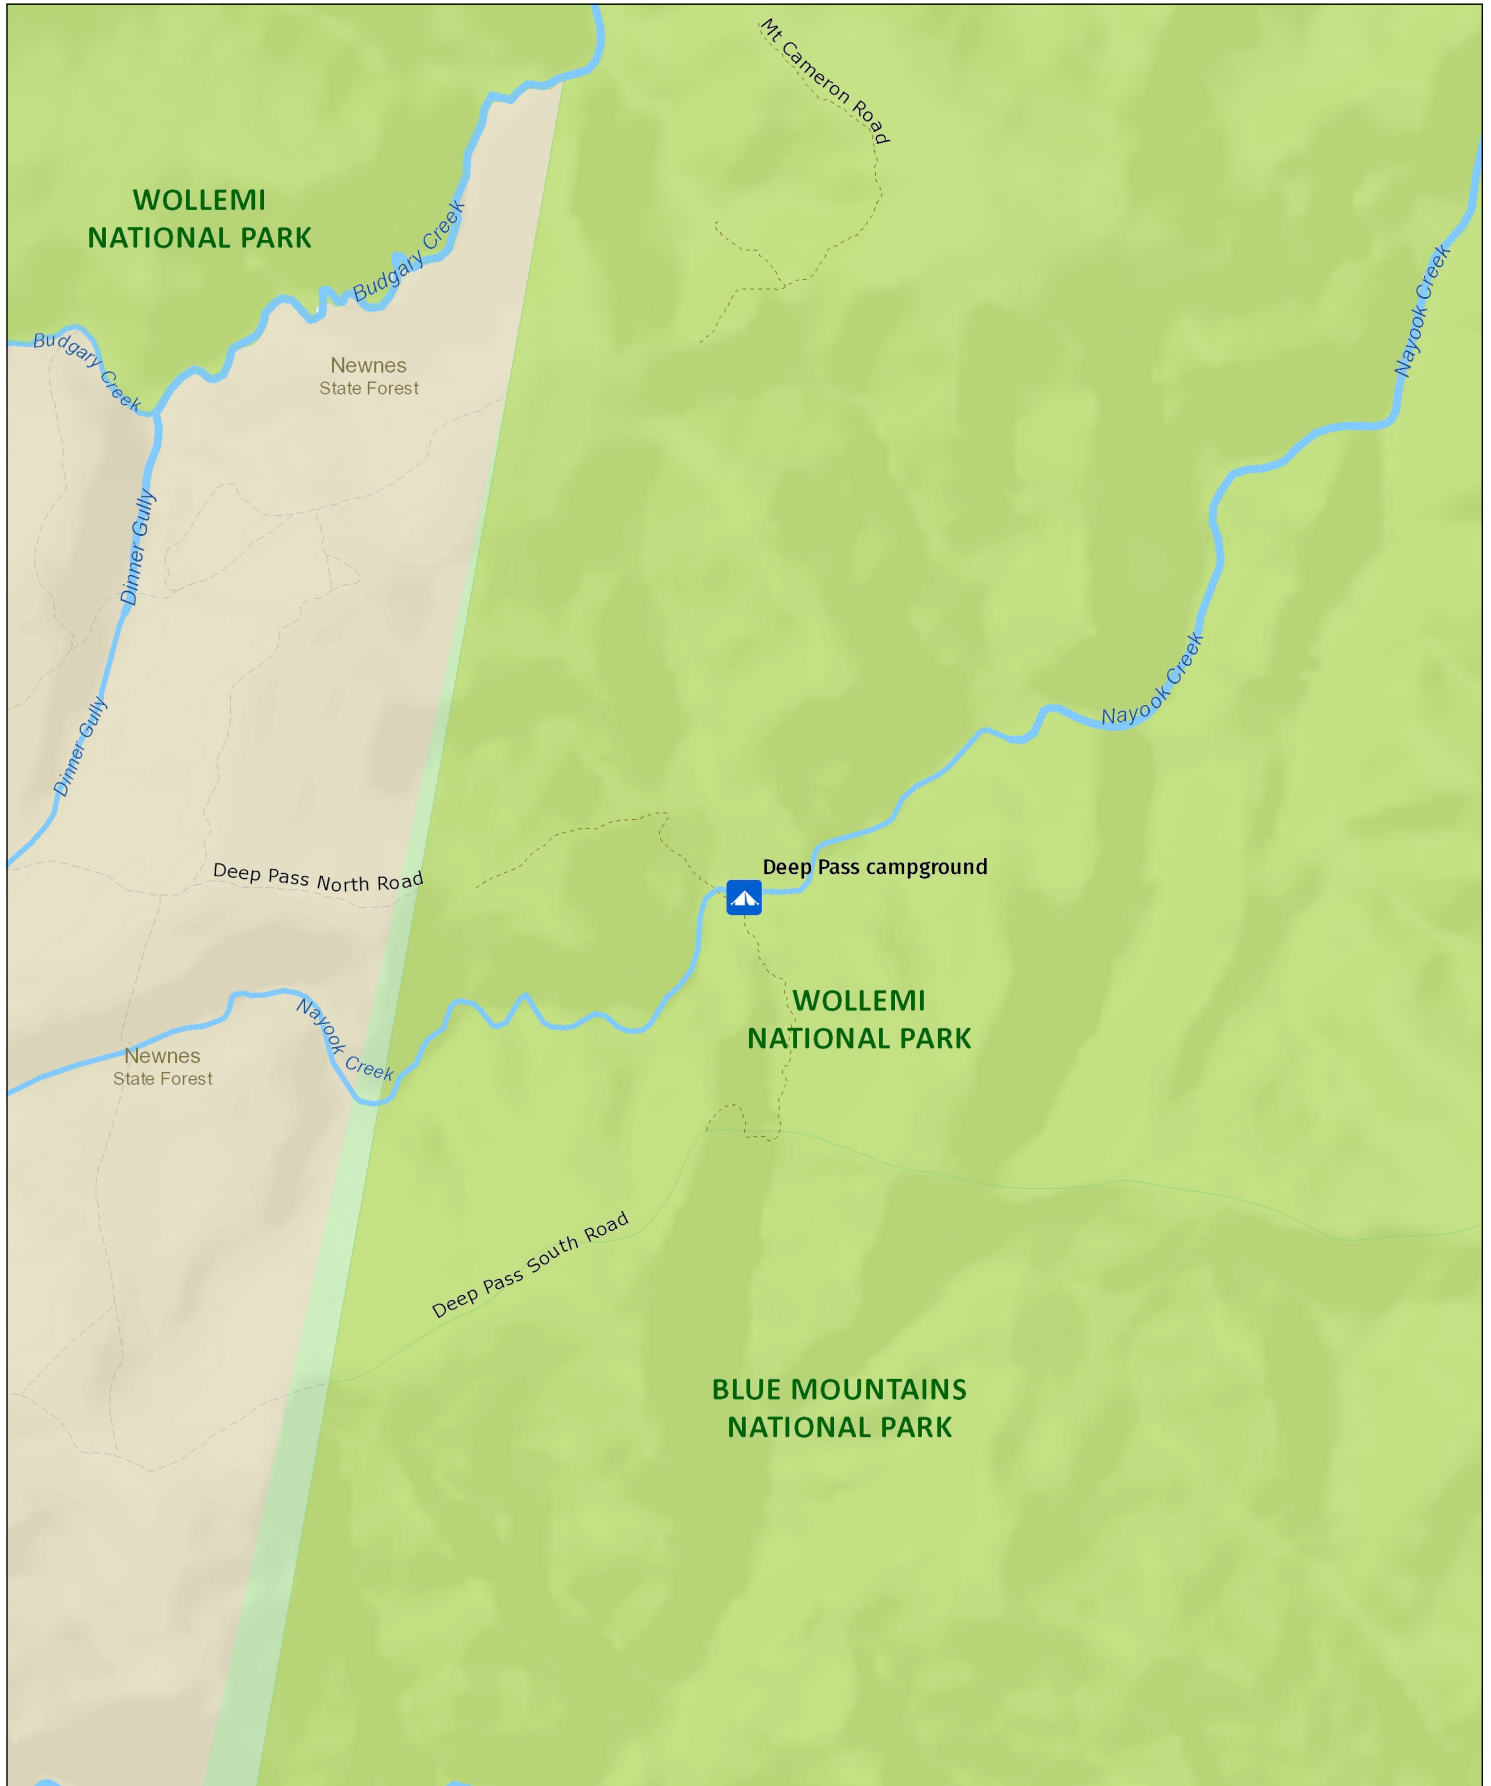 Mt Cameron Road
WOLLEMI
NATIONAL PARK
Budgary Creek
Nayook Creek
Budgary Creek
Newnes
State Forest
Dinner Gully
Nayook Creek
Dinner Gully
Deep Pass campground
Deep Pass North Road
WOLLEMI
NATIONAL PARK
Nayook Creek
Newnes
State Forest
Deep Pass South Road
BLUE MOUNTAINS
NATIONAL PARK